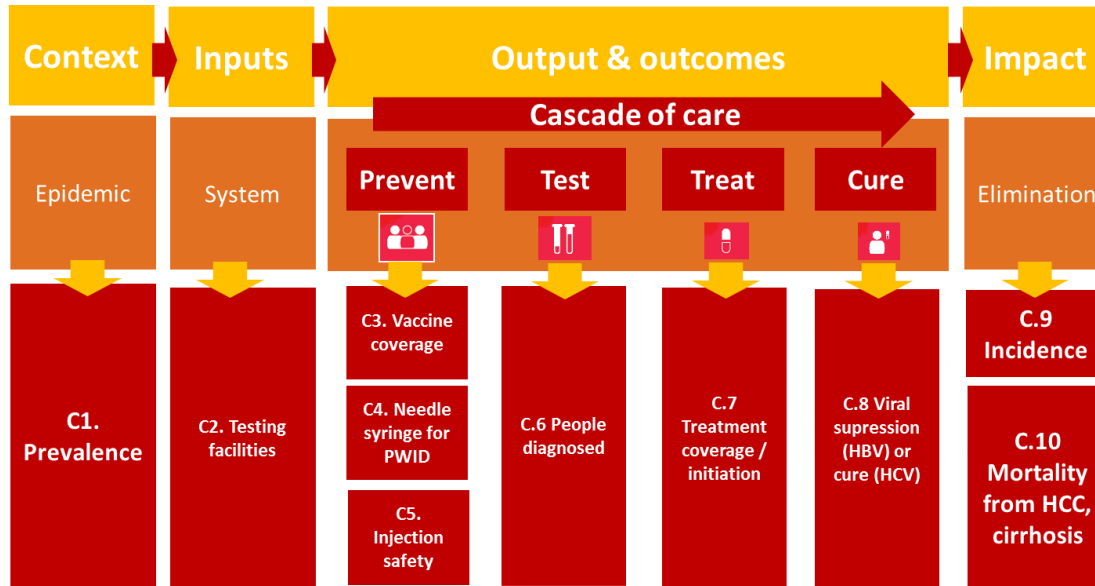 Context
Inputs
Output & outcomes
Impact
Cascade of care
Epidemic
System
Prevent
Test
Treat
Cure
Elimination
C1.
Prevalence
C2. Testing
facilities
C3. Vaccine
coverage
C4. Needle
syringe for
PWID
C5.
Injection
safety
C.6 People
diagnosed
C.7
Treatment
coverage /
initiation
C.8 Viral
supression
(HBV) or
cure (HCV)
C.9
Incidence
C.10
Mortality
from HCC,
cirrhosis